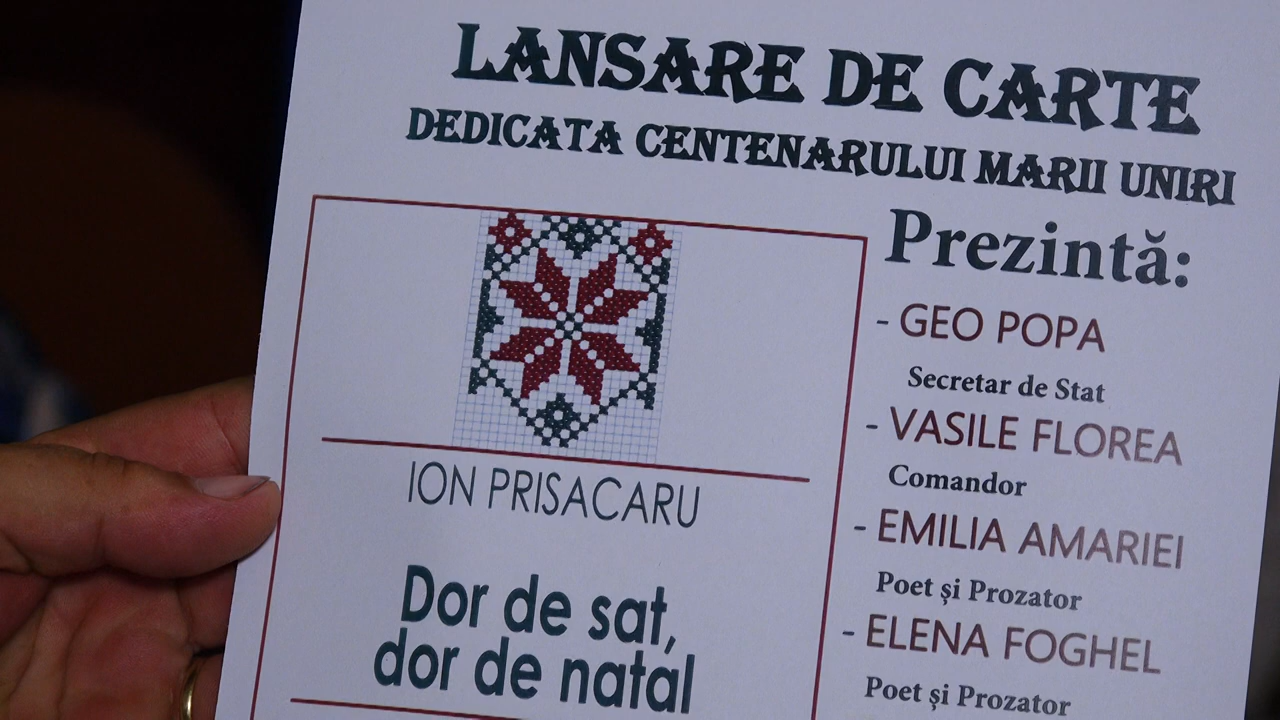 LANSARE DE CARTE
DEDICATA CENTENARULUI MARII UNIRI
ION PRISACARU
Dor de sat,
dor de natal
Prezintă:
- GEO POPA
Secretar de Stat
- VASILE FLOREA
Comandor
- EMILIA AMARIEI
Poet și Prozator
- ELENA FOGHEL
Poet și Prozator